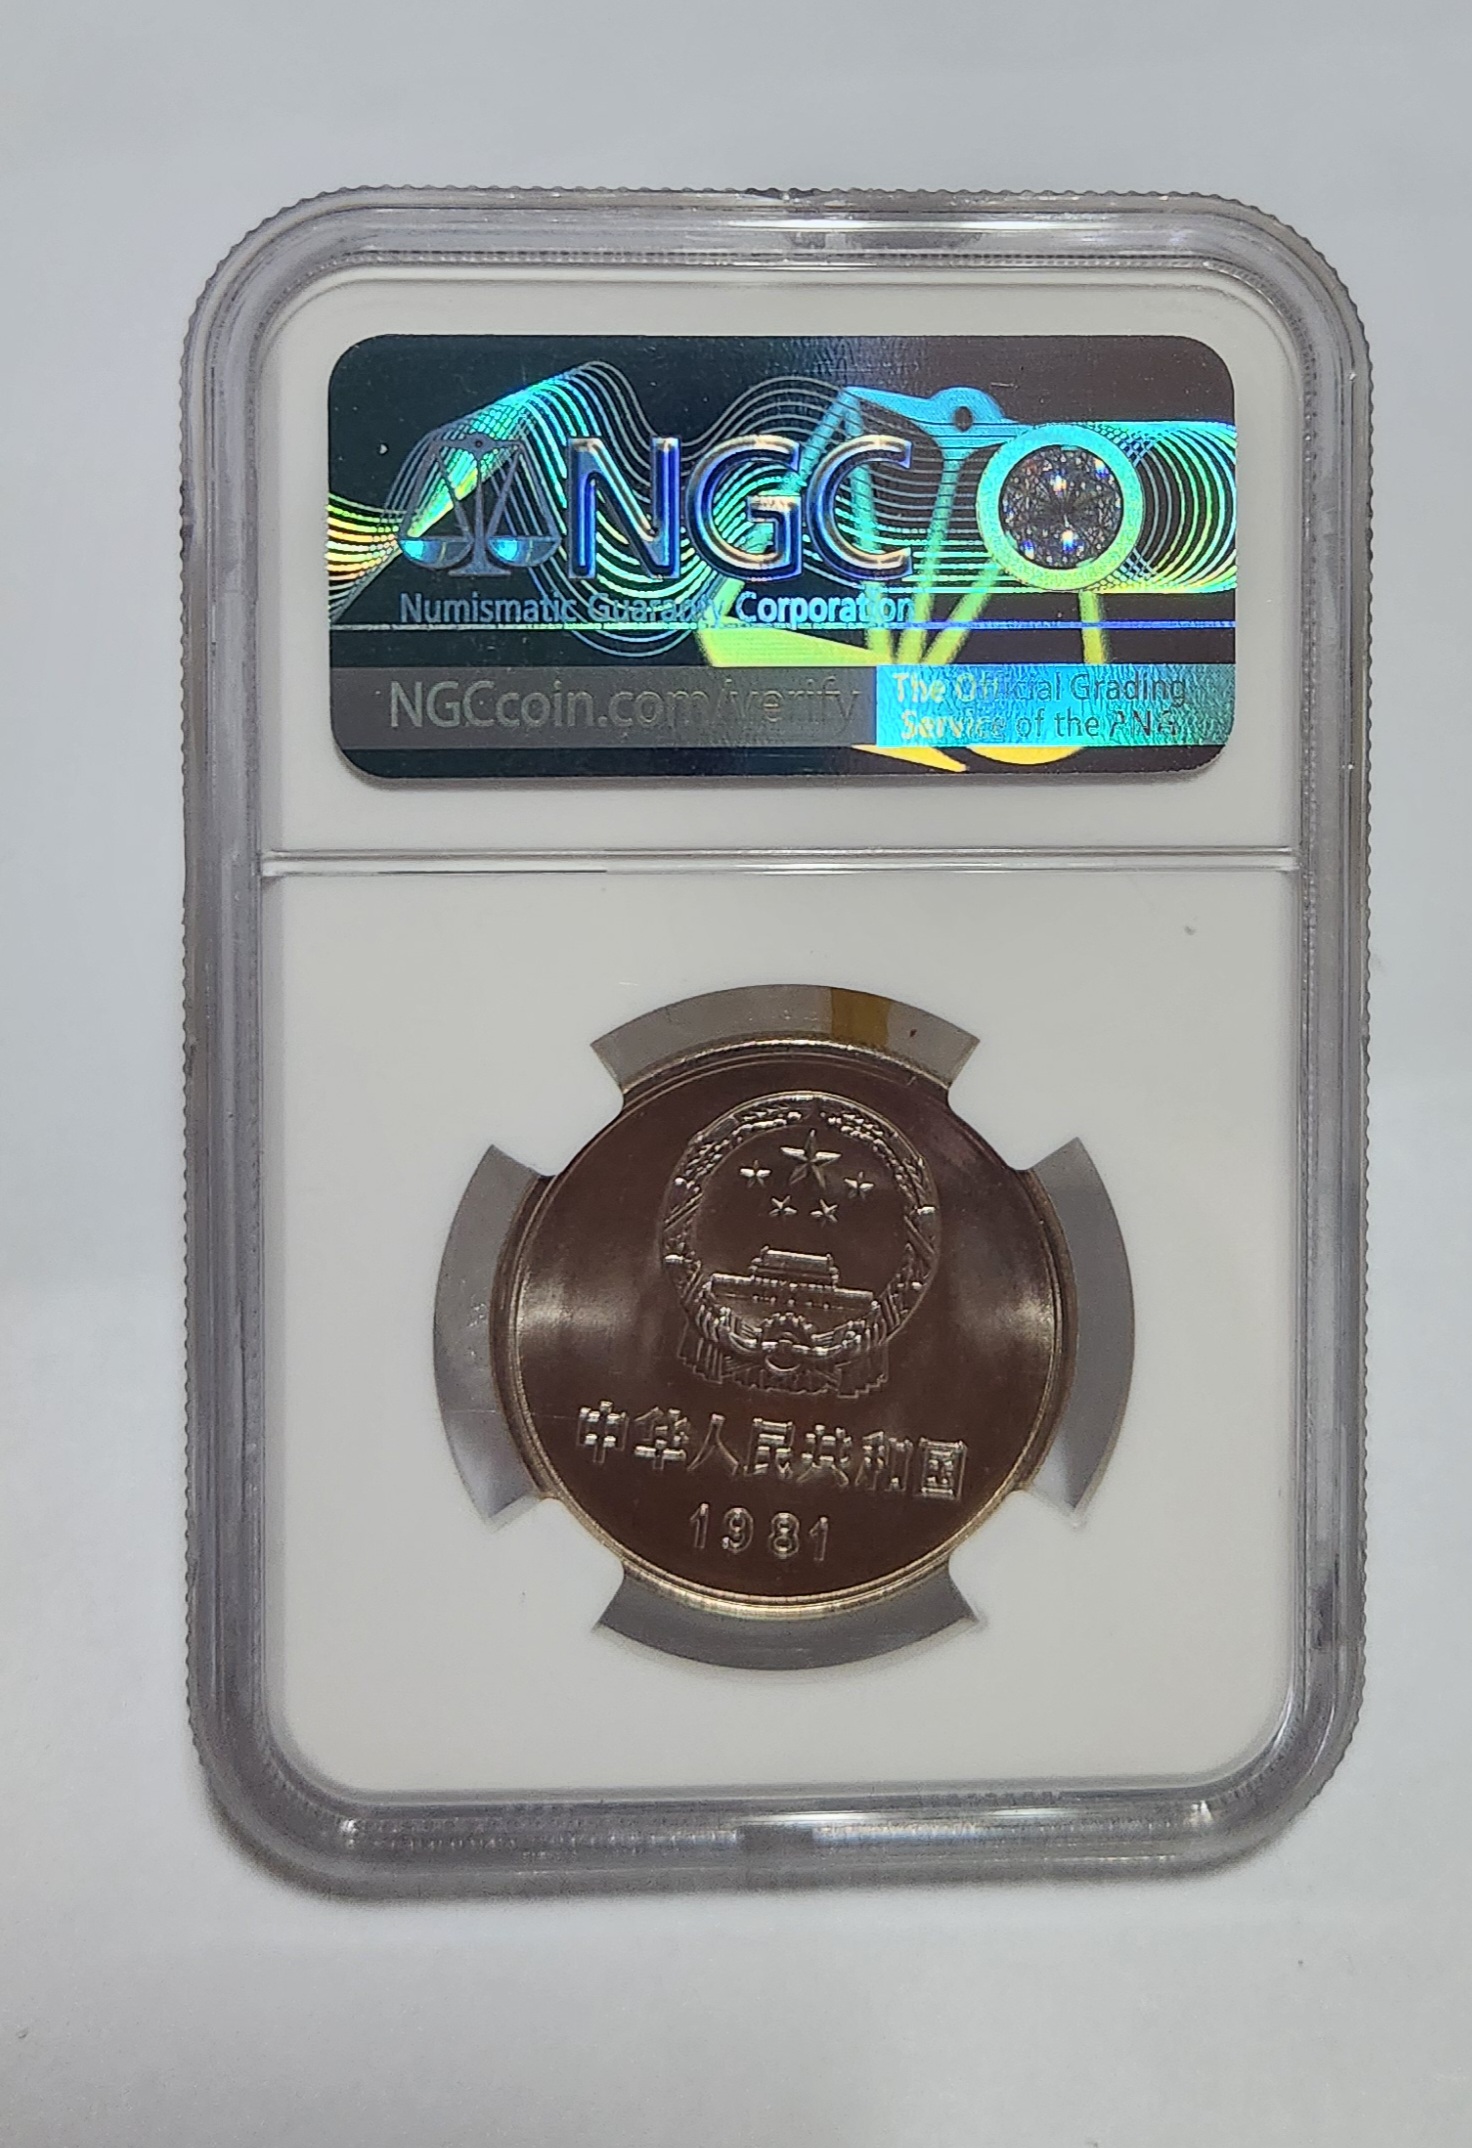 NGC
Numismatic Guaranty Corporation
NGCcoin.com/verify
The Official Grading
Service of the ANG
中华人民共和国
1981